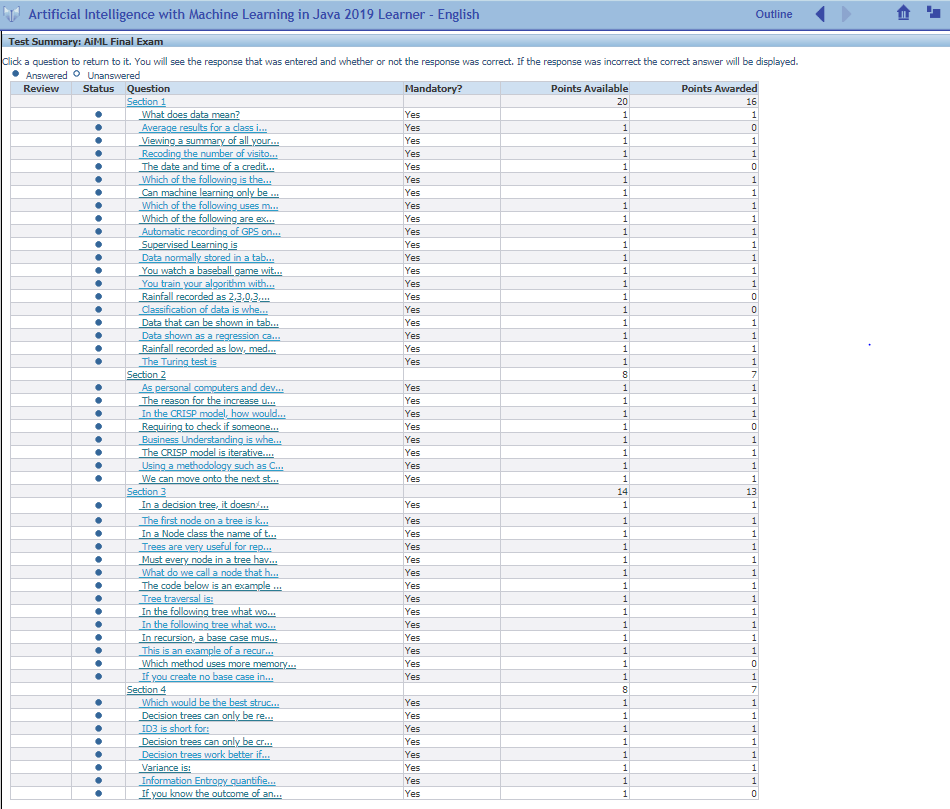 Artificial Intelligence with Machine Learning in Java 2019 Learner - English Outline
Test Summary: AiML Final Exam
Click a question to return to it. You will see the response that was entered and whether or not the response was correct. If the response was incorrect the correct answer will be displayed.
Answered Unanswered
Review Status Question Mandatory? Points Available Points Awarded
Section 1 20 16
What does data mean? Yes 1 1
Average results for a class i... Yes 1 0
Viewing a summary of all your... Yes 1 1
Recoding the number of visito... Yes 1 1
The date and time of a credit... Yes 1 0
Which of the following is the... Yes 1 1
Can machine learning only be ... Yes 1 1
Which of the following uses m... Yes 1 1
Which of the following are ex... Yes 1 1
Automatic recording of GPS on... Yes 1 1
Supervised Learning is Yes 1 1
Data normally stored in a tab... Yes 1 1
You watch a baseball game wit... Yes 1 1
You train your algorithm with... Yes 1 1
Rainfall recorded as 2,3,0,3,... Yes 1 0
Classification of data is whe... Yes 1 0
Data that can be shown in tab... Yes 1 1
Data shown as a regression ca... Yes 1 1
Rainfall recorded as low, med... Yes 1 1
The Turing test is Yes 1 1
Section 2 8 7
As personal computers and dev... Yes 1 1
The reason for the increase u... Yes 1 1
In the CRISP model, how would... Yes 1 1
Requiring to check if someone... Yes 1 0
Business Understanding is whe... Yes 1 1
The CRISP model is iterative.... Yes 1 1
Using a methodology such as C... Yes 1 1
We can move onto the next st... Yes 1 1
Section 3 14 13
In a decision tree, it doesn/... Yes 1 1
The first node on a tree is k... Yes 1 1
In a Node class the name of t... Yes 1 1
Trees are very useful for rep... Yes 1 1
Must every node in a tree hav... Yes 1 1
What do we call a node that h... Yes 1 1
The code below is an example ... Yes 1 1
Tree traversal is: Yes 1 1
In the following tree what wo... Yes 1 1
In the following tree what wo... Yes 1 1
In recursion, a base case mus... Yes 1 1
This is an example of a recur... Yes 1 1
Which method uses more memory... Yes 1 0
If you create no base case in... Yes 1 1
Section 4 8 7
Which would be the best struc... Yes 1 1
Decision trees can only be re... Yes 1 1
ID3 is short for: Yes 1 1
Decision trees can only be cr... Yes 1 1
Decision trees work better if... Yes 1 1
Variance is: Yes 1 1
Information Entropy quantifie... Yes 1 1
If you know the outcome of an... Yes 1 0